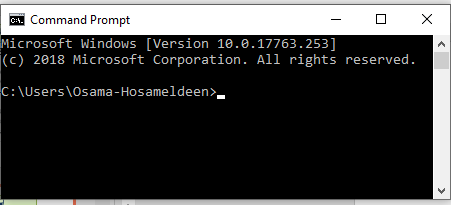 Command Prompt
Microsoft Windows [Version 10.0.17763.253]
(c) 2018 Microsoft Corporation. All rights reserved.
C:\Users\Osama-Hosameldeen>